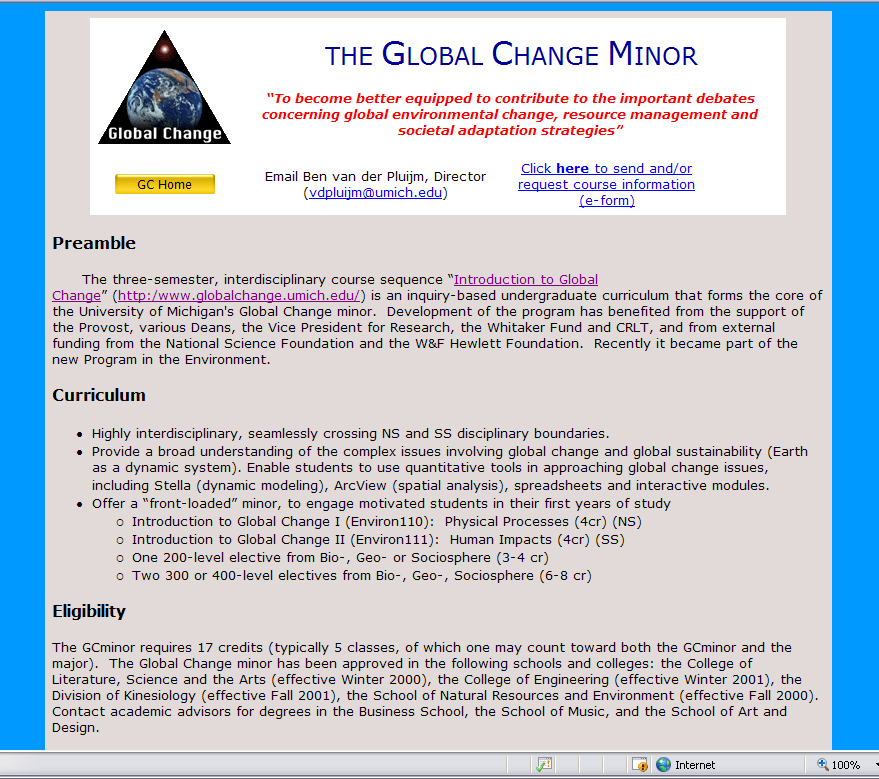 THE GLOBAL CHANGE MINOR
“To become better equipped to contribute to the important debates
concerning global environmental change, resource management and
societal adaptation strategies”
Global Change
GC Home
Email Ben van der Pluijm, Director
(vdpluijm@umich.edu)
Click here to send and/or
request course information
(e-form)
Preamble
The three-semester, interdisciplinary course sequence “Introduction to Global
Change” (http:/www.globalchange.umich.edu/) is an inquiry-based undergraduate curriculum that forms the core of
the University of Michigan's Global Change minor.  Development of the program has benefited from the support of
the Provost, various Deans, the Vice President for Research, the Whitaker Fund and CRLT, and from external
funding from the National Science Foundation and the W&F Hewlett Foundation.  Recently it became part of the
new Program in the Environment.
Curriculum
• Highly interdisciplinary, seamlessly crossing NS and SS disciplinary boundaries.
• Provide a broad understanding of the complex issues involving global change and global sustainability (Earth
as a dynamic system). Enable students to use quantitative tools in approaching global change issues,
including Stella (dynamic modeling), ArcView (spatial analysis), spreadsheets and interactive modules.
• Offer a “front-loaded” minor, to engage motivated students in their first years of study
o Introduction to Global Change I (Environ110):  Physical Processes (4cr) (NS)
o Introduction to Global Change II (Environ111):  Human Impacts (4cr) (SS)
o One 200-level elective from Bio-, Geo- or Sociosphere (3-4 cr)
o Two 300 or 400-level electives from Bio-, Geo-, Sociosphere (6-8 cr)
Eligibility
The GCminor requires 17 credits (typically 5 classes, of which one may count toward both the GCminor and the
major).  The Global Change minor has been approved in the following schools and colleges: the College of
Literature, Science and the Arts (effective Winter 2000), the College of Engineering (effective Winter 2001), the
Division of Kinesiology (effective Fall 2001), the School of Natural Resources and Environment (effective Fall 2000).
Contact academic advisors for degrees in the Business School, the School of Music, and the School of Art and
Design.
Internet
100%